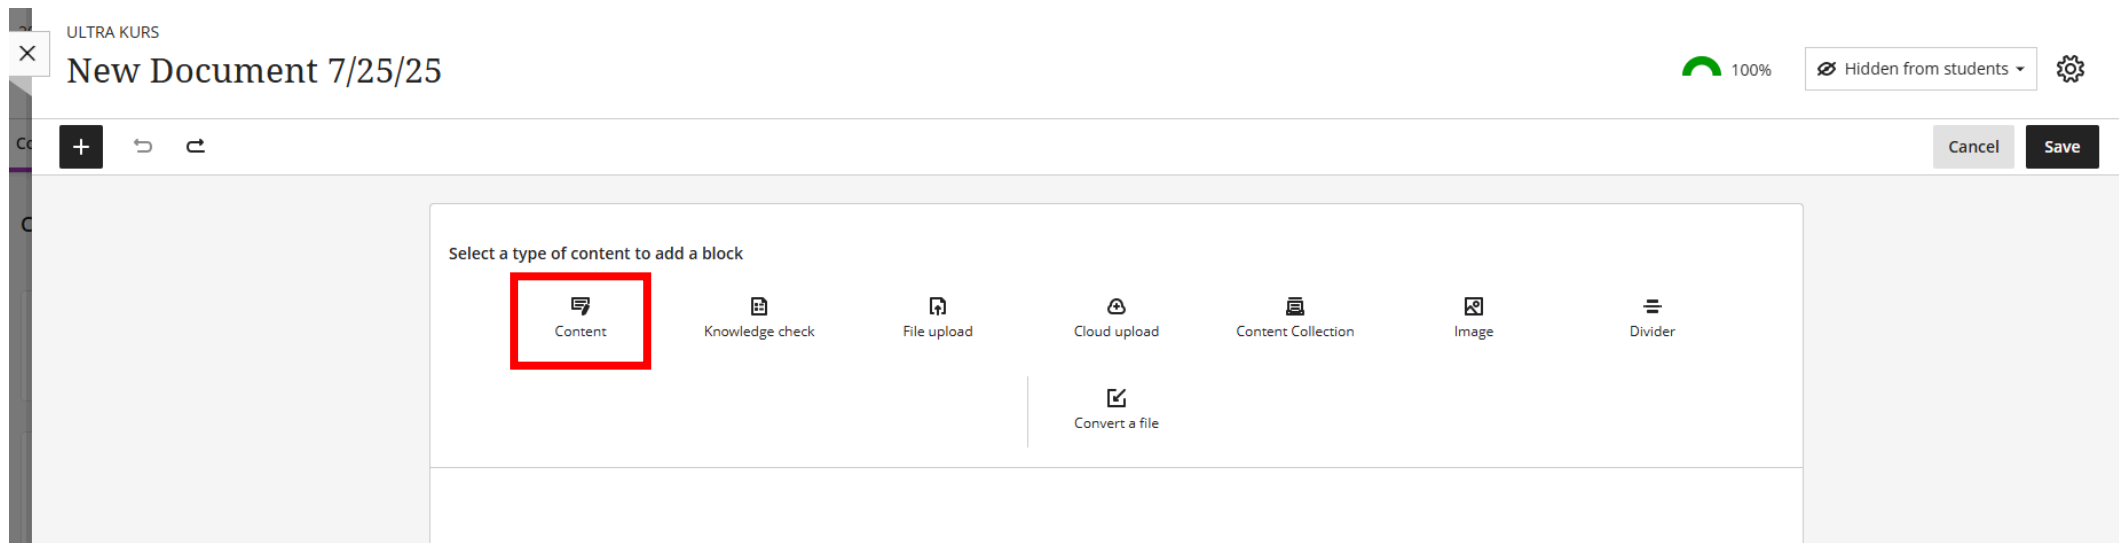 ULTRA KURS
New Document 7/25/25
100%
Hidden from students
Cancel
Save
Select a type of content to add a block
Content
Knowledge check
File upload
Cloud upload
Content Collection
Image
Divider
Convert a file